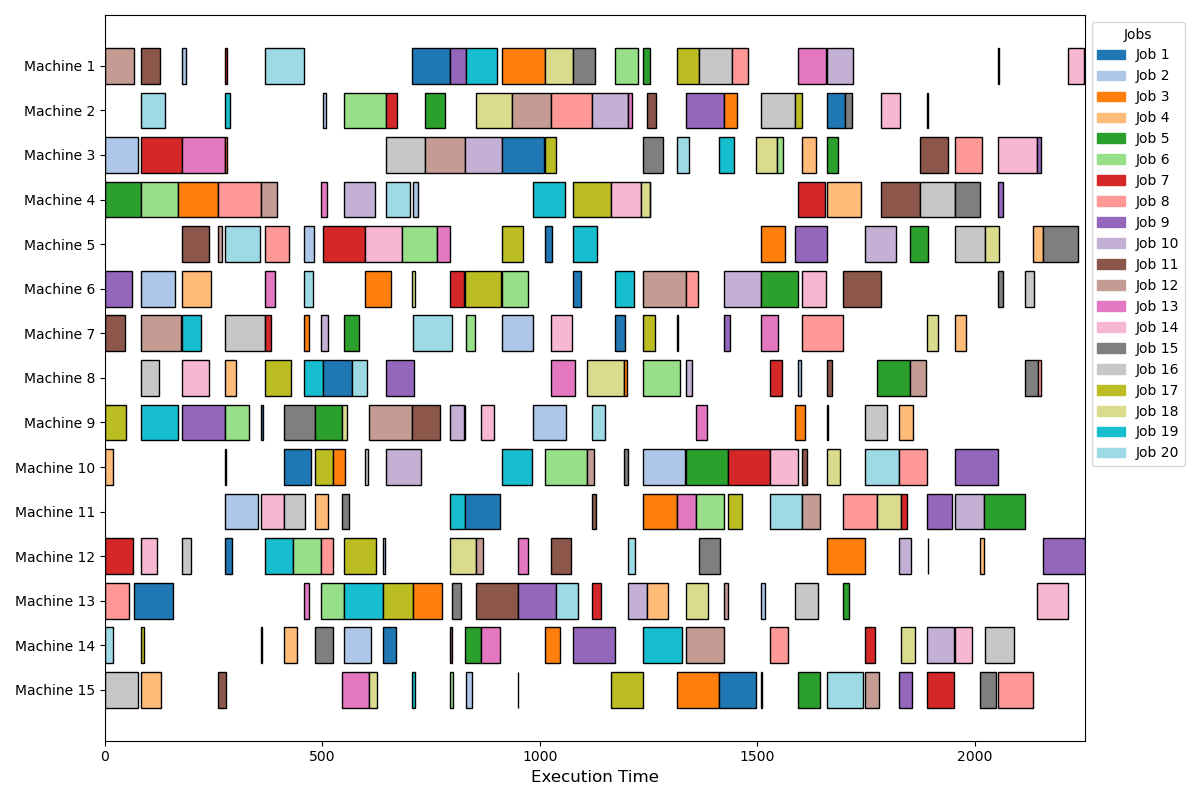 Machine 1
Machine 2
Machine 3
Machine 4
Machine 5
Machine 6
Machine 7
Machine 8
Machine 9
Machine 10
Machine 11
Machine 12
Machine 13
Machine 14
Machine 15
0 500 1000 1500 2000
Execution Time
Jobs
Job 1
Job 2
Job 3
Job 4
Job 5
Job 6
Job 7
Job 8
Job 9
Job 10
Job 11
Job 12
Job 13
Job 14
Job 15
Job 16
Job 17
Job 18
Job 19
Job 20